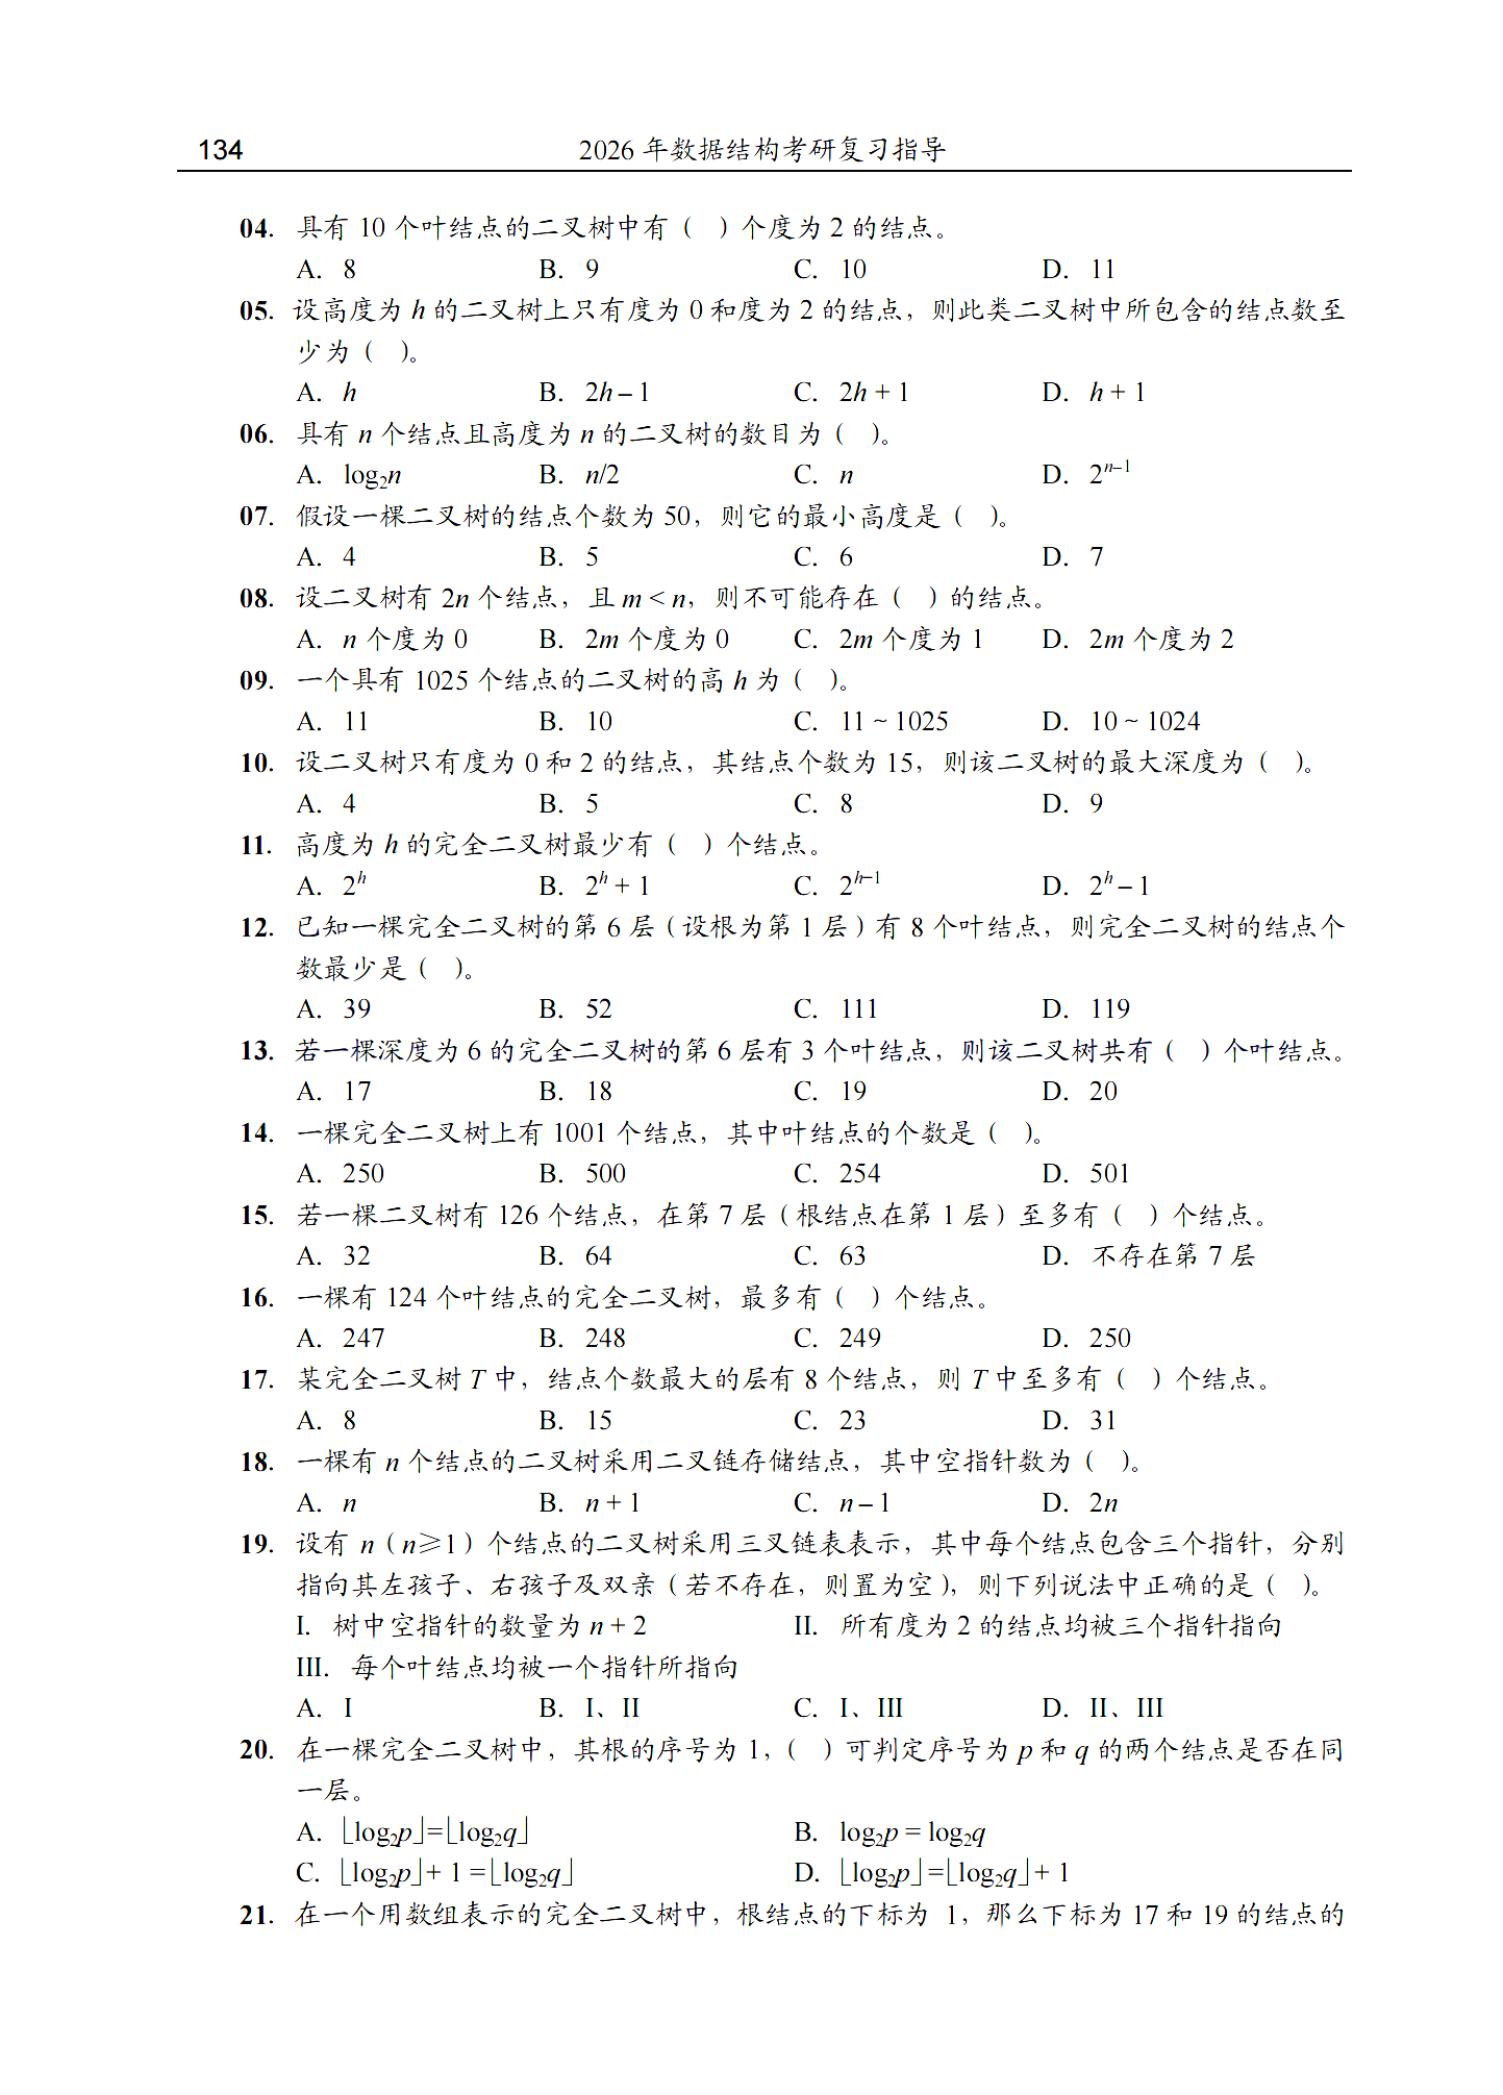 134 2026 年数据结构考研复习指导
04. 具有 10 个叶结点的二叉树中有（ ）个度为 2 的结点。
A. 8 B. 9 C. 10 D. 11
05. 设高度为 h 的二叉树上只有度为 0 和度为 2 的结点，则此类二叉树中所包含的结点数至
少为（ ）。
A. h B. 2h – 1 C. 2h + 1 D. h + 1
06. 具有 n 个结点且高度为 n 的二叉树的数目为（ ）。
A. log₂n B. n/2 C. n D. 2ⁿ⁻¹
07. 假设一棵二叉树的结点个数为 50，则它的最小高度是（ ）。
A. 4 B. 5 C. 6 D. 7
08. 设二叉树有 2n 个结点，且 m < n，则不可能存在（ ）的结点。
A. n 个度为 0 B. 2m 个度为 0 C. 2m 个度为 1 D. 2m 个度为 2
09. 一个具有 1025 个结点的二叉树的高 h 为（ ）。
A. 11 B. 10 C. 11 ~ 1025 D. 10 ~ 1024
10. 设二叉树只有度为 0 和 2 的结点，其结点个数为 15，则该二叉树的最大深度为（ ）。
A. 4 B. 5 C. 8 D. 9
11. 高度为 h 的完全二叉树最少有（ ）个结点。
A. 2ʰ B. 2ʰ + 1 C. 2ʰ⁻¹ D. 2ʰ – 1
12. 已知一棵完全二叉树的第 6 层（设根为第 1 层）有 8 个叶结点，则完全二叉树的结点个
数最少是（ ）。
A. 39 B. 52 C. 111 D. 119
13. 若一棵深度为 6 的完全二叉树的第 6 层有 3 个叶结点，则该二叉树共有（ ）个叶结点。
A. 17 B. 18 C. 19 D. 20
14. 一棵完全二叉树上有 1001 个结点，其中叶结点的个数是（ ）。
A. 250 B. 500 C. 254 D. 501
15. 若一棵二叉树有 126 个结点，在第 7 层（根结点在第 1 层）至多有（ ）个结点。
A. 32 B. 64 C. 63 D. 不存在第 7 层
16. 一棵有 124 个叶结点的完全二叉树，最多有（ ）个结点。
A. 247 B. 248 C. 249 D. 250
17. 某完全二叉树 T 中，结点个数最大的层有 8 个结点，则 T 中至多有（ ）个结点。
A. 8 B. 15 C. 23 D. 31
18. 一棵有 n 个结点的二叉树采用二叉链存储结点，其中空指针数为（ ）。
A. n B. n + 1 C. n – 1 D. 2n
19. 设有 n（n≥1）个结点的二叉树采用三叉链表表示，其中每个结点包含三个指针，分别
指向其左孩子、右孩子及双亲（若不存在，则置为空），则下列说法中正确的是（ ）。
I. 树中空指针的数量为 n + 2 II. 所有度为 2 的结点均被三个指针指向
III. 每个叶结点均被一个指针所指向
A. I B. I、II C. I、III D. II、III
20. 在一棵完全二叉树中，其根的序号为 1，（ ）可判定序号为 p 和 q 的两个结点是否在同
一层。
A. ⌊log₂p⌋=⌊log₂q⌋ B. log₂p = log₂q
C. ⌊log₂p⌋ + 1 =⌊log₂q⌋ D. ⌊log₂p⌋=⌊log₂q⌋ + 1
21. 在一个用数组表示的完全二叉树中，根结点的下标为 1，那么下标为 17 和 19 的结点的